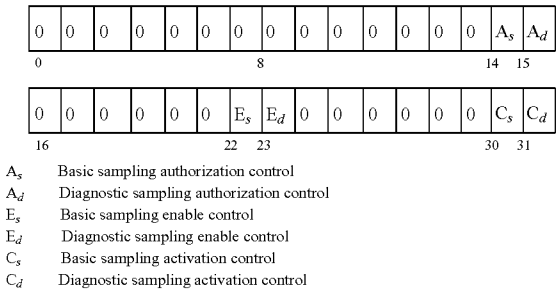 0 0 0 0 0 0 0 0 0 0 0 0 0 0 As Ad
0 8 14 15
0 0 0 0 0 0 Es Ed 0 0 0 0 0 0 Cs Cd
16 22 23 30 31
As Basic sampling authorization control
Ad Diagnostic sampling authorization control
Es Basic sampling enable control
Ed Diagnostic sampling enable control
Cs Basic sampling activation control
Cd Diagnostic sampling activation control